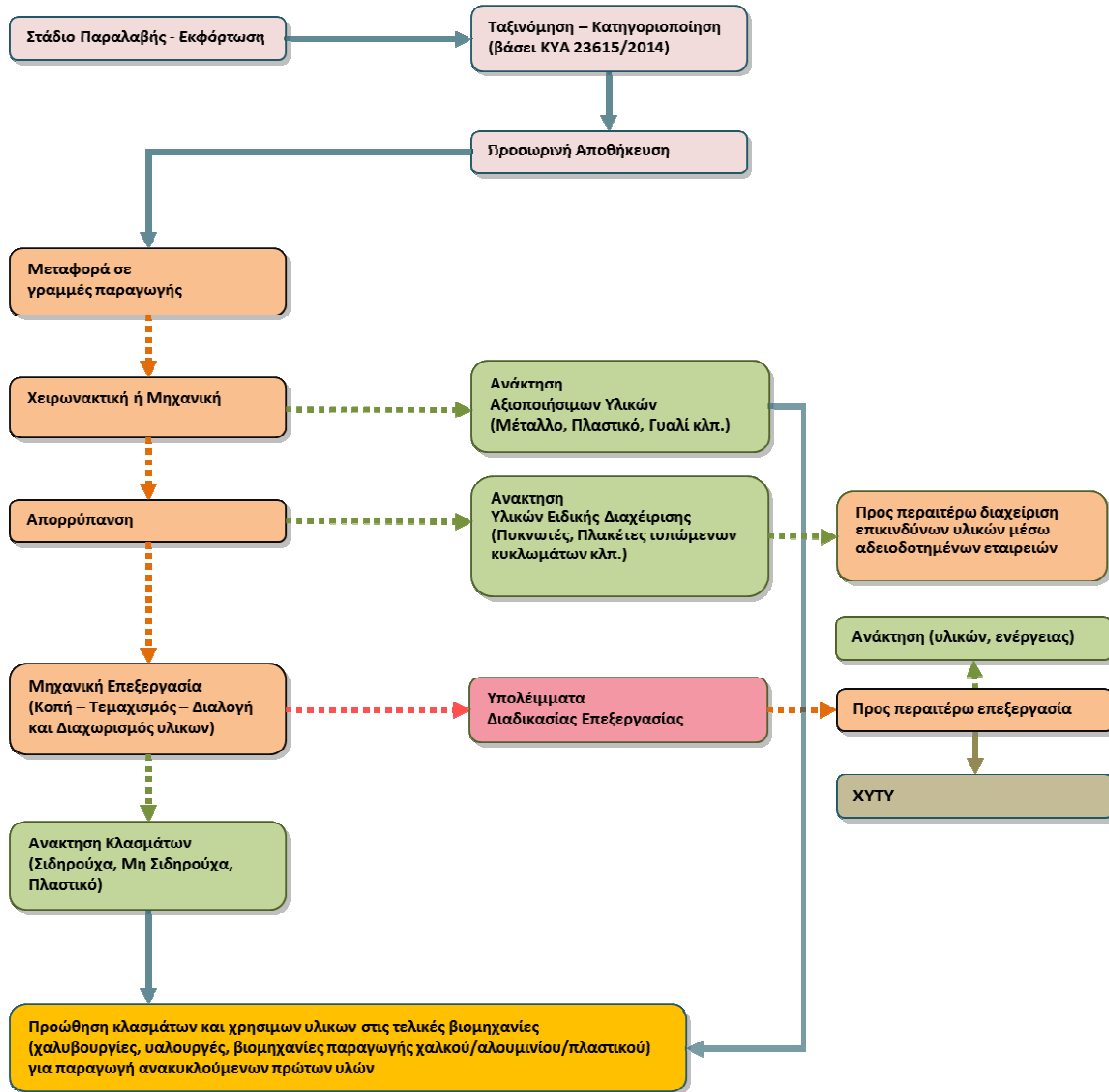 Στάδιο Παραλαβής - Εκφόρτωση
Ταξινόμηση – Κατηγοριοποίηση
(βάσει ΚΥΑ 23615/2014)
Προσωρινή Αποθήκευση
Μεταφορά σε
γραμμές παραγωγής
Χειρωνακτική ή Μηχανική
Ανάκτηση
Αξιοποιήσιμων Υλικών
(Μέταλλο, Πλαστικό, Γυαλί κλπ.)
Απορρύπανση
Ανακτηση
Υλικών Ειδικής Διαχείρισης
(Πυκνωτές, Πλακέτες τυπωμένων
κυκλωμάτων κλπ.)
Προς περαιτέρω διαχείριση
επικινδύνων υλικών μέσω
αδειοδοτημένων εταιρειών
Ανάκτηση (υλικών, ενέργειας)
Μηχανική Επεξεργασία
(Κοπή – Τεμαχισμός – Διαλογή
και Διαχωρισμός υλικων)
Υπολείμματα
Διαδικασίας Επεξεργασίας
Προς περαιτέρω επεξεργασία
ΧΥΤΥ
Ανακτηση Κλασμάτων
(Σιδηρούχα, Μη Σιδηρούχα,
Πλαστικό)
Προώθηση κλασμάτων και χρησιμων υλικων στις τελικές βιομηχανίες
(χαλυβουργίες, υαλουργές, βιομηχανίες παραγωγής χαλκού/αλουμινίου/πλαστικού)
για παραγωγή ανακυκλούμενων πρώτων υλών